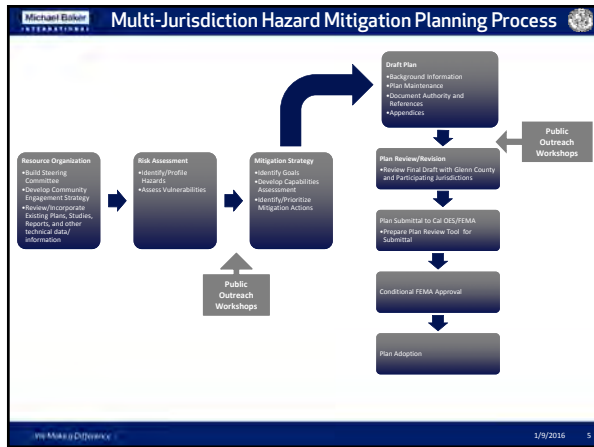 Michael Baker
INTERNATIONAL
Multi-Jurisdiction Hazard Mitigation Planning Process
Resource Organization
•Build Steering
Committee
•Develop Community
Engagement Strategy
•Review/Incorporate
Existing Plans, Studies,
Reports, and other
technical data/
information
Risk Assessment
•Identify/Profile
Hazards
•Assess Vulnerabilities
Mitigation Strategy
•Identify Goals
•Develop Capabilities
Assessment
•Identify/Prioritize
Mitigation Actions
Public
Outreach
Workshops
Draft Plan
•Background Information
•Plan Maintenance
•Document Authority and
References
•Appendices
Public
Outreach
Workshops
Plan Review/Revision
•Review Final Draft with Glenn County
and Participating Jurisdictions
Plan Submittal to Cal OES/FEMA
•Prepare Plan Review Tool for
Submittal
Conditional FEMA Approval
Plan Adoption
We Make a Difference
1/9/2016 5